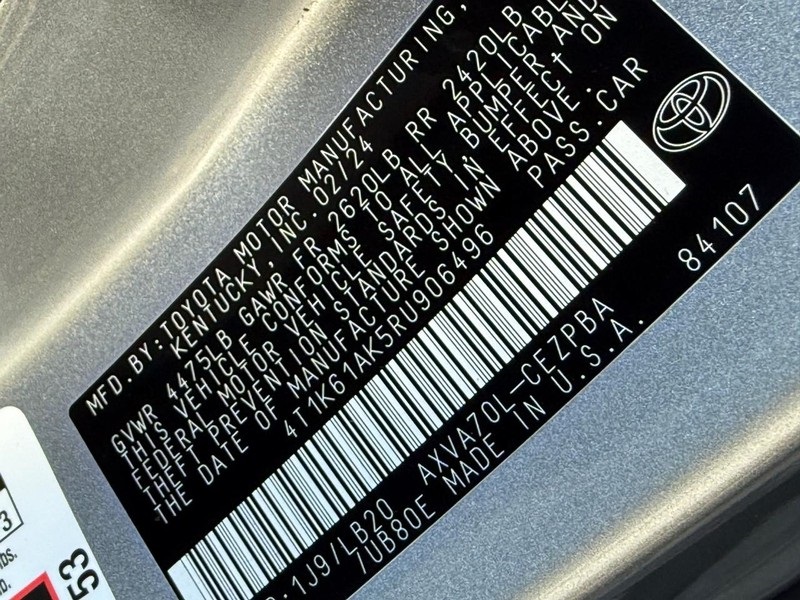 MFD.BY:TOYOTA MOTOR MANUFACTURING,
KENTUCKY, INC. 02/24
GVWR 4475LB GAWR FR 2620LB RR 2420LB
THIS VEHICLE CONFORMS TO ALL APPLICABLE
FEDERAL MOTOR VEHICLE SAFETY BUMPER, AND
THEFT PREVENTION STANDARDS IN EFFECT ON
THE DATE OF MANUFACTURE SHOWN ABOVE.
4T1K61AK5RU906496 PASS.CAR
1J9/LB20 AXVA70L-CEZPBA 84107
7UB80E MADE IN U.S.A.
3
53